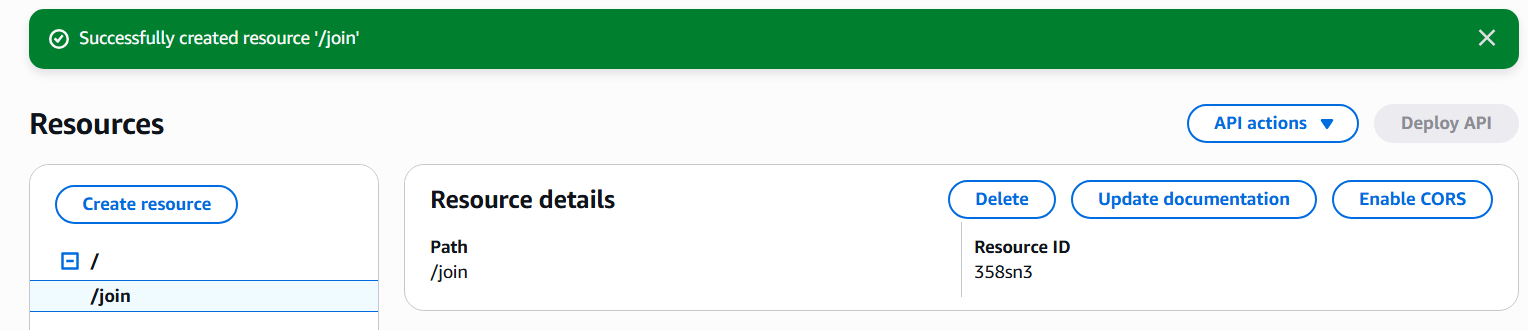 Successfully created resource '/join'
Resources
API actions
Deploy API
Create resource
/
/join
Resource details
Delete
Update documentation
Enable CORS
Path
/join
Resource ID
358sn3